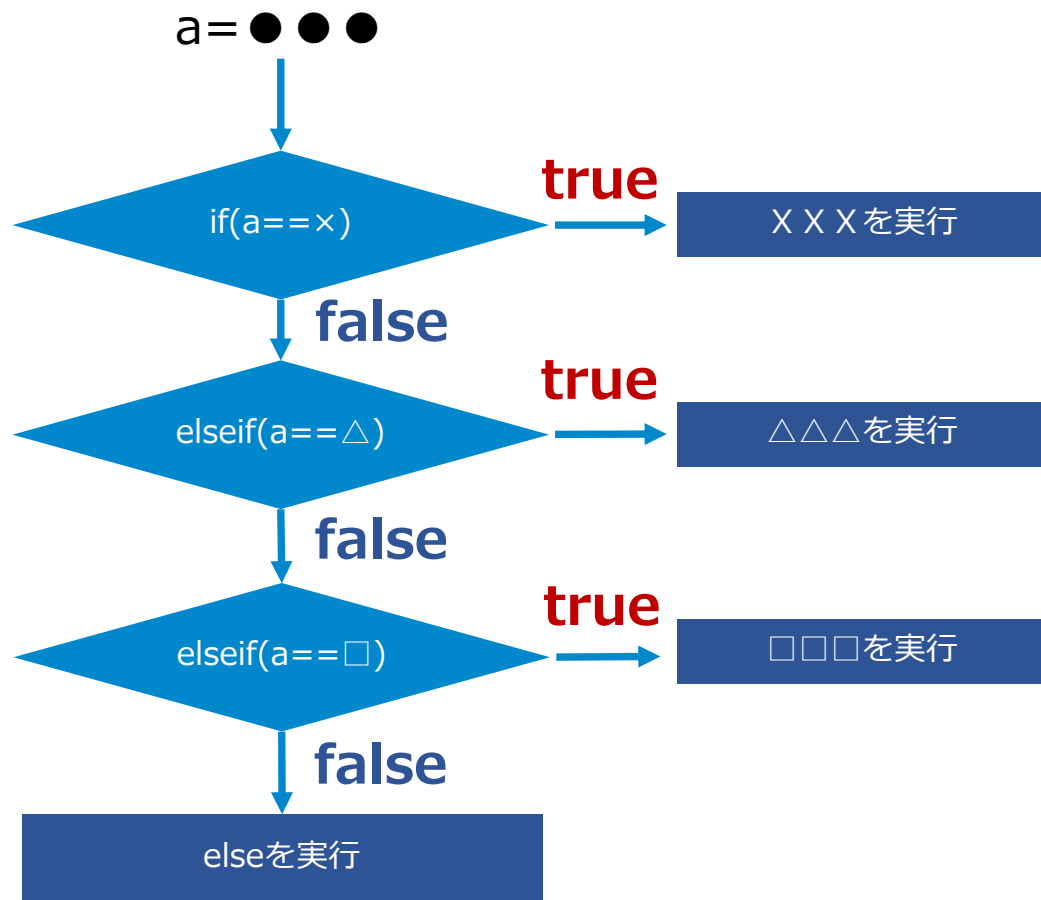 a=●●●
if(a==×)
true
ＸＸＸを実行
false
elseif(a==△)
true
△△△を実行
false
elseif(a==□)
true
□□□を実行
false
elseを実行